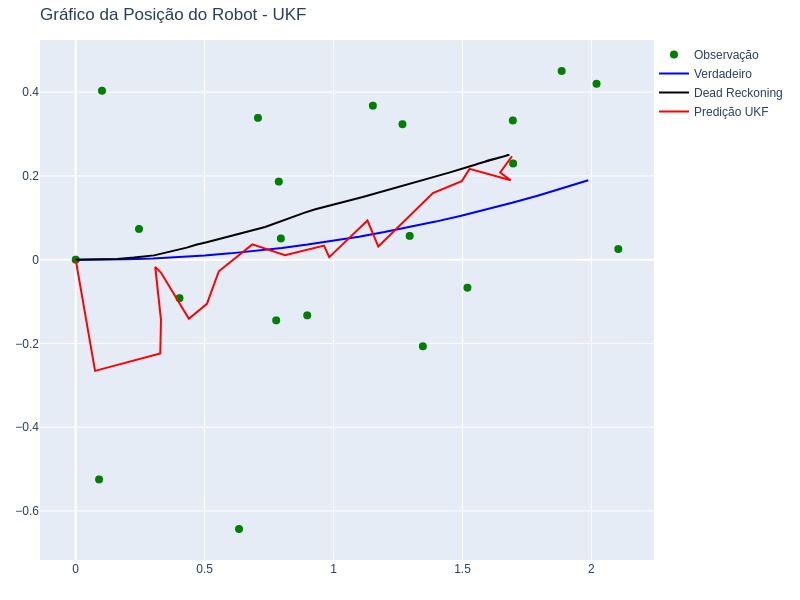 Gráfico da Posição do Robot - UKF
Observação
Verdadeiro
Dead Reckoning
Predição UKF
0.4
0.2
0
−0.2
−0.4
−0.6
0
0.5
1
1.5
2